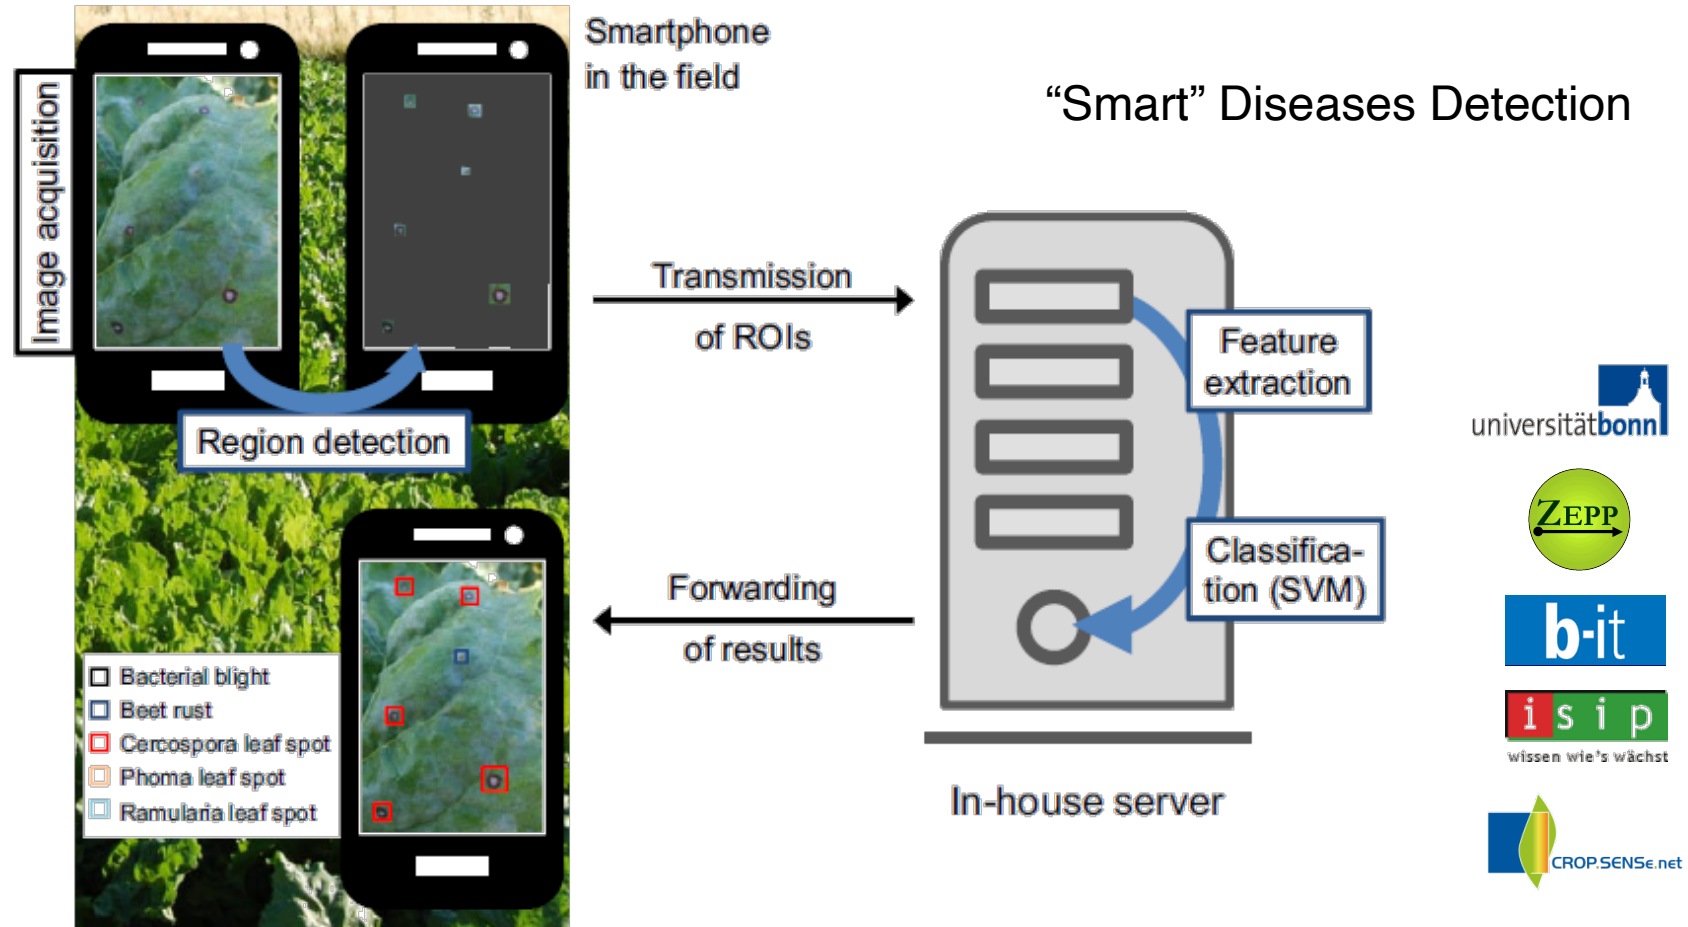 Smartphone
in the field
"Smart" Diseases Detection
Image acquisition
Region detection
Transmission
of ROIs
Feature
extraction
Classifica-
tion (SVM)
Forwarding
of results
Bacterial blight
Beet rust
Cercospora leaf spot
Phoma leaf spot
Ramularia leaf spot
In-house server
universitätbonn
ZEPP
b-it
isip
wissen wie's wächst
CROP.SENSe.net